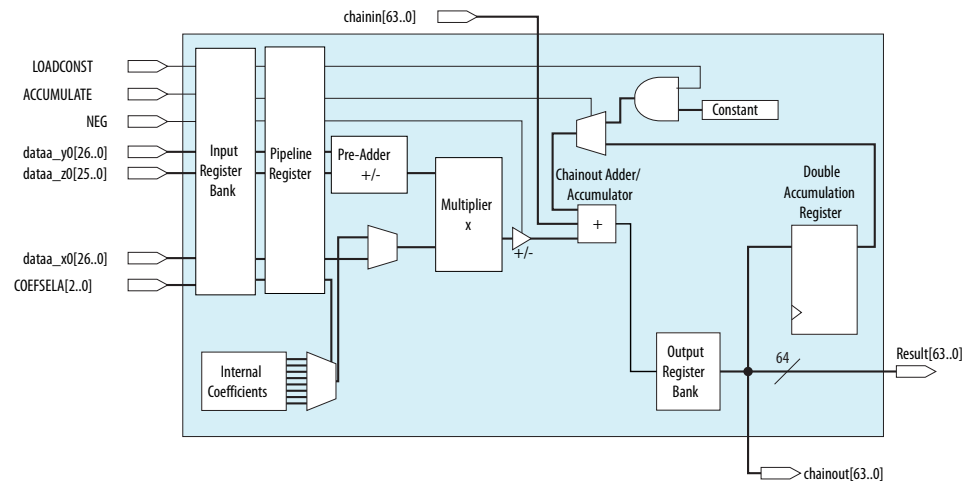 chainin[63..0]
LOADCONST
ACCUMULATE
NEG
dataa_y0[26..0]
dataa_z0[25..0]
dataa_x0[26..0]
COEFSELA[2..0]
Input
Register
Bank
Pipeline
Register
Pre-Adder
+/-
Multiplier
x
+/-
Constant
Chainout Adder/
Accumulator
+
Double
Accumulation
Register
Internal
Coefficients
Output
Register
Bank
64
Result[63..0]
chainout[63..0]